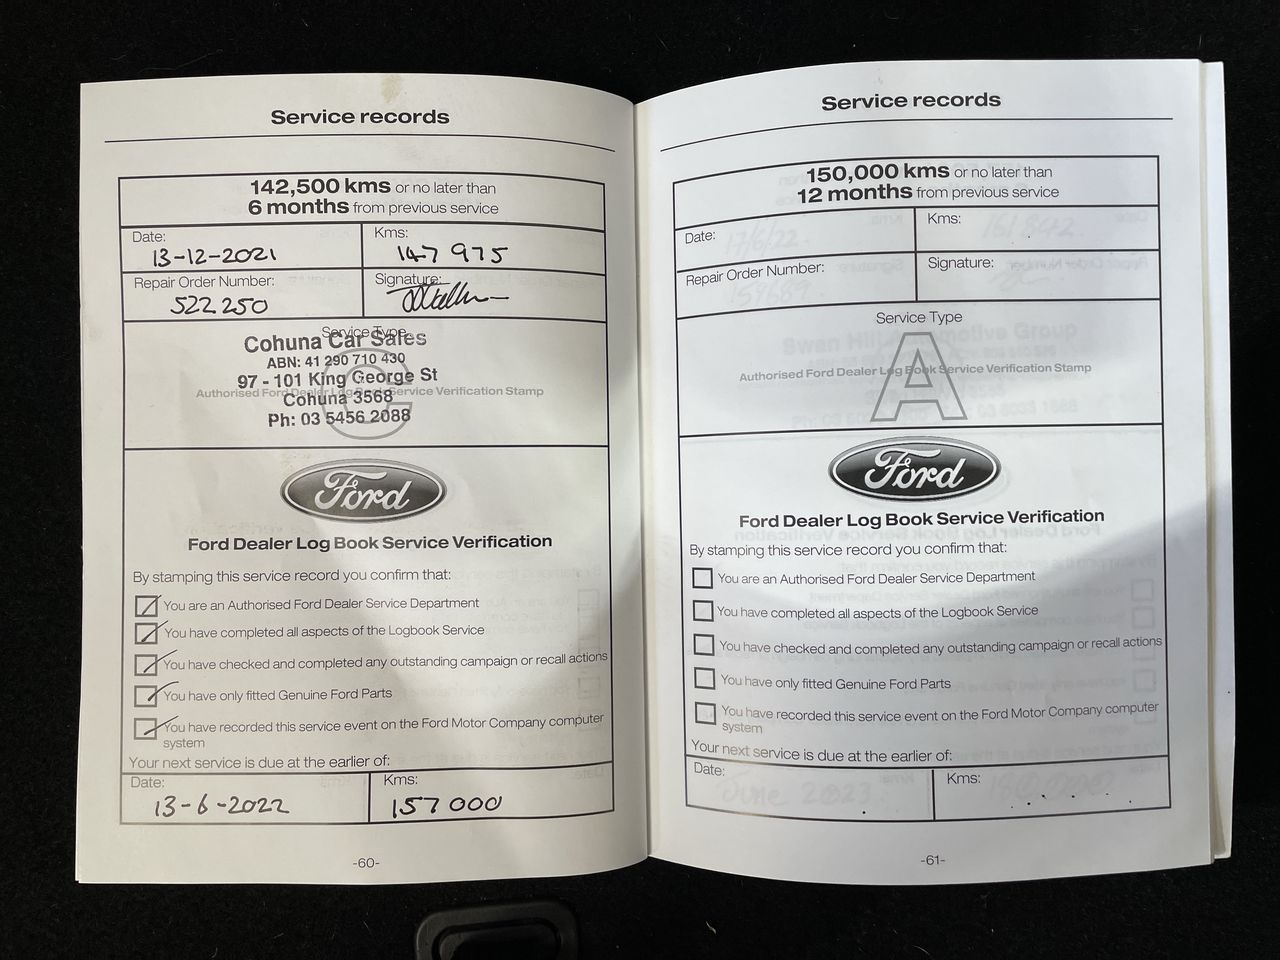 Service records
142,500 kms or no later than
6 months from previous service
Date:
13-12-2021
Kms:
147 975
Repair Order Number:
522 250
Signature:
Service Type
Cohuna Car Sales
ABN: 41 290 710 430
97 - 101 King George St
Authorised Ford Dealer Log Book Service Verification Stamp
Cohuna 3568
Ph: 03 5456 2088
C
Ford
Ford Dealer Log Book Service Verification
By stamping this service record you confirm that:
You are an Authorised Ford Dealer Service Department
You have completed all aspects of the Logbook Service
You have checked and completed any outstanding campaign or recall actions
You have only fitted Genuine Ford Parts
You have recorded this service event on the Ford Motor Company computer
system
Your next service is due at the earlier of:
Date:
13-6-2022
Kms:
157000
-60-
Service records
150,000 kms or no later than
12 months from previous service
Date:
17/6/22
Kms:
Repair Order Number:
Signature:
Service Type
A
Swan Hill Automotive Group
Authorised Ford Dealer Log Book Service Verification Stamp
Ford
Ford Dealer Log Book Service Verification
By stamping this service record you confirm that:
You are an Authorised Ford Dealer Service Department
You have completed all aspects of the Logbook Service
You have checked and completed any outstanding campaign or recall actions
You have only fitted Genuine Ford Parts
You have recorded this service event on the Ford Motor Company computer
system
Your next service is due at the earlier of:
Date:
June 2023
Kms:
-61-